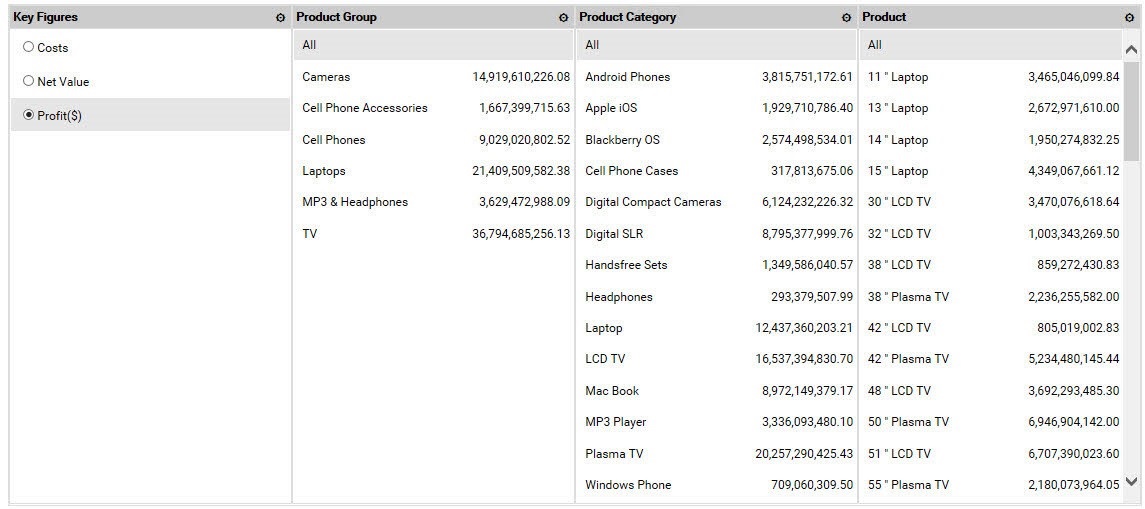 Key Figures Product Group Product Category Product
All All All
Costs
Cameras 14,919,610,226.08 Android Phones 3,815,751,172.61 11 " Laptop 3,465,046,099.84
Net Value
Cell Phone Accessories 1,667,399,715.63 Apple iOS 1,929,710,786.40 13 " Laptop 2,672,971,610.00
Profit($)
Cell Phones 9,029,020,802.52 Blackberry OS 2,574,498,534.01 14 " Laptop 1,950,274,832.25
Laptops 21,409,509,582.38 Cell Phone Cases 317,813,675.06 15 " Laptop 4,349,067,661.12
MP3 & Headphones 3,629,472,988.09 Digital Compact Cameras 6,124,232,226.32 30 " LCD TV 3,470,076,618.64
TV 36,794,685,256.13 Digital SLR 8,795,377,999.76 32 " LCD TV 1,003,343,269.50
Handsfree Sets 1,349,586,040.57 38 " LCD TV 859,272,430.83
Headphones 293,379,507.99 38 " Plasma TV 2,236,255,582.00
Laptop 12,437,360,203.21 42 " LCD TV 805,019,002.83
LCD TV 16,537,394,830.70 42 " Plasma TV 5,234,480,145.44
Mac Book 8,972,149,379.17 48 " LCD TV 3,692,293,485.30
MP3 Player 3,336,093,480.10 50 " Plasma TV 6,946,904,142.00
Plasma TV 20,257,290,425.43 51 " LCD TV 6,707,390,023.60
Windows Phone 709,060,309.50 55 " Plasma TV 2,180,073,964.05